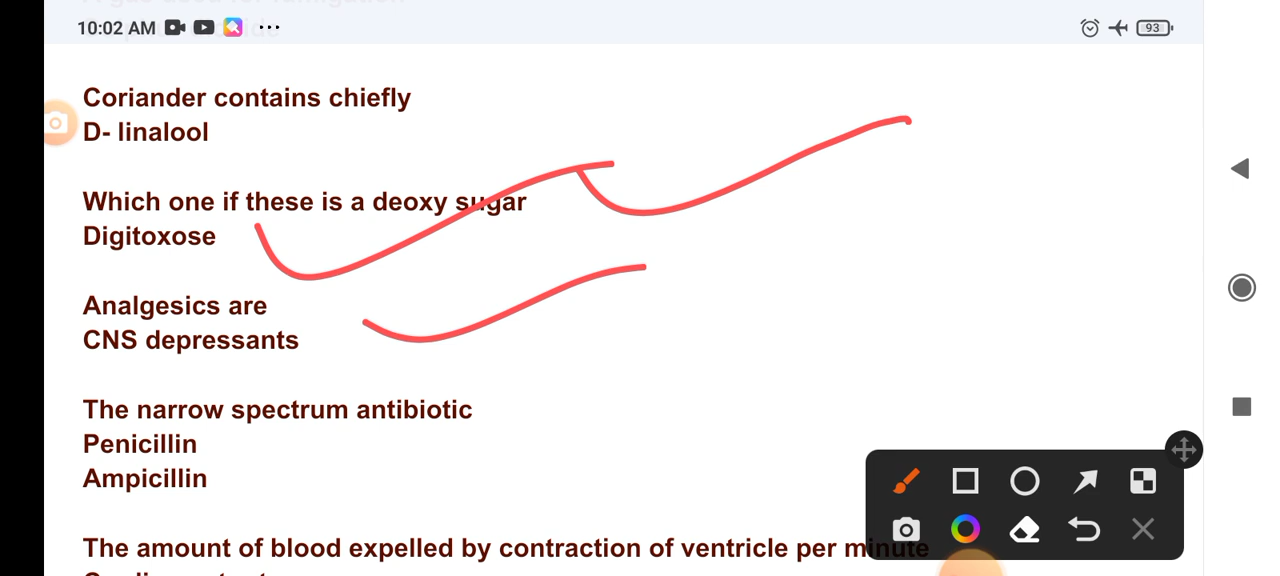 10:02 AM
93
Coriander contains chiefly
D- linalool
Which one if these is a deoxy sugar
Digitoxose
Analgesics are
CNS depressants
The narrow spectrum antibiotic
Penicillin
Ampicillin
The amount of blood expelled by contraction of ventricle per minute